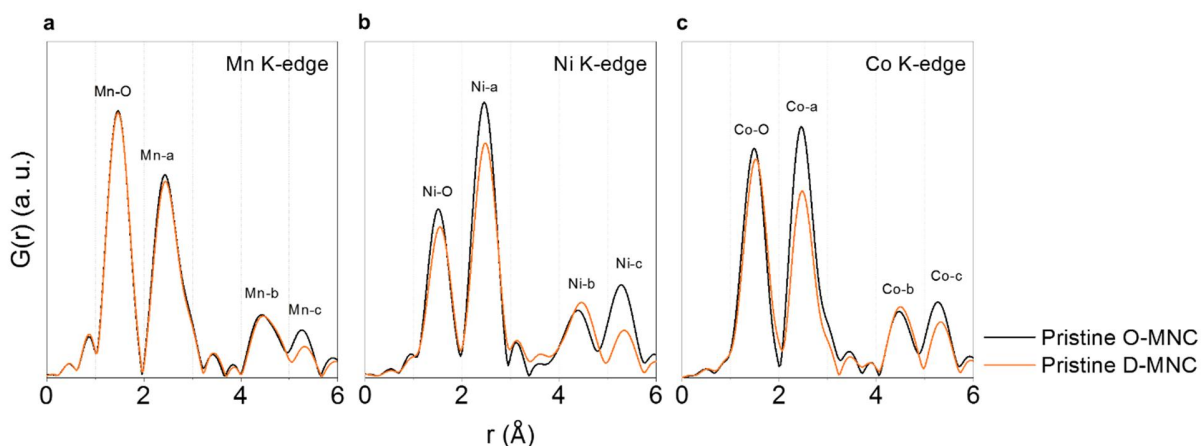 a
Mn K-edge
Mn-O
Mn-a
Mn-b
Mn-c
0 2 4 6
b
Ni K-edge
Ni-a
Ni-O
Ni-b
Ni-c
0 2 4 6
c
Co K-edge
Co-O
Co-a
Co-b
Co-c
0 2 4 6
G(r) (a. u.)
r (Å)
Pristine O-MNC
Pristine D-MNC